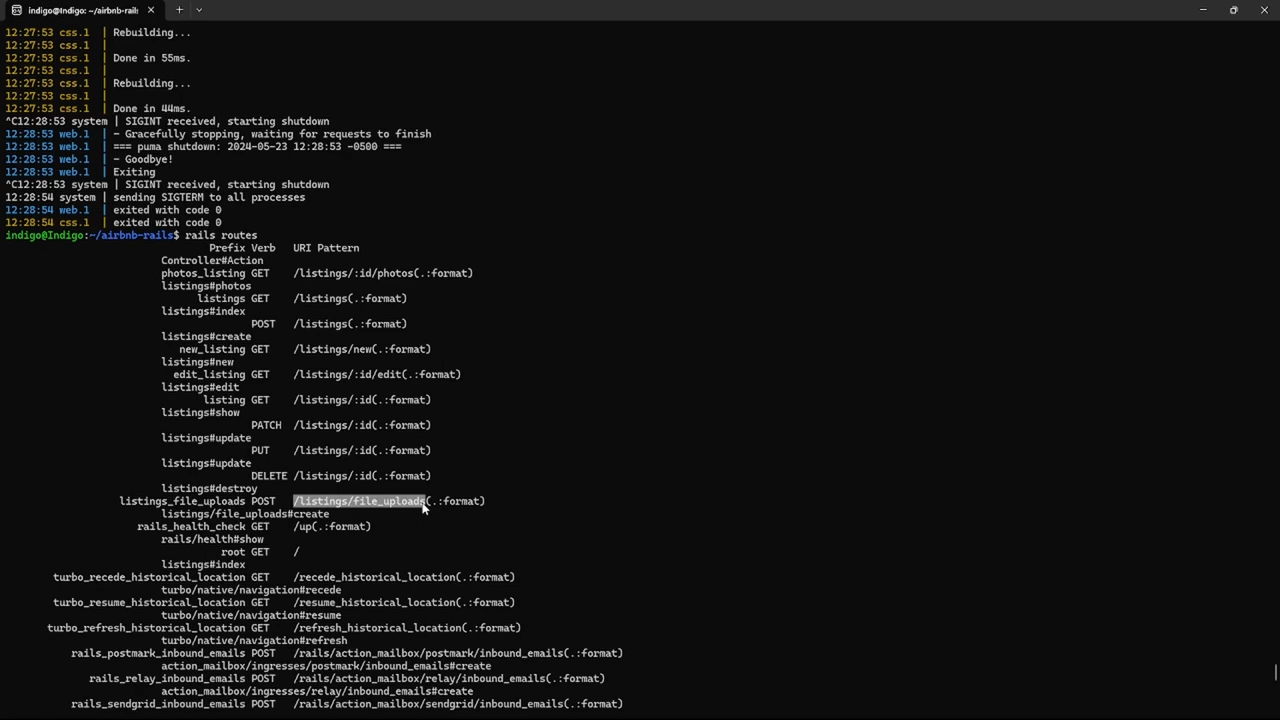 indigo@Indigo: ~/airbnb-rails
12:27:53 css.1  | Rebuilding...
12:27:53 css.1  |
12:27:53 css.1  | Done in 55ms.
12:27:53 css.1  |
12:27:53 css.1  | Rebuilding...
12:27:53 css.1  |
12:27:53 css.1  | Done in 44ms.
^C12:28:53 system | SIGINT received, starting shutdown
12:28:53 web.1  | - Gracefully stopping, waiting for requests to finish
12:28:53 web.1  | === puma shutdown: 2024-05-23 12:28:53 -0500 ===
12:28:53 web.1  | - Goodbye!
12:28:53 web.1  | Exiting
^C12:28:53 system | SIGINT received, starting shutdown
12:28:54 system | sending SIGTERM to all processes
12:28:54 web.1  | exited with code 0
12:28:54 css.1  | exited with code 0
indigo@Indigo:~/airbnb-rails$ rails routes
Prefix Verb   URI Pattern
Controller#Action
photos_listing GET    /listings/:id/photos(.:format)
listings#photos
listings GET    /listings(.:format)
listings#index
POST   /listings(.:format)
listings#create
new_listing GET    /listings/new(.:format)
listings#new
edit_listing GET    /listings/:id/edit(.:format)
listings#edit
listing GET    /listings/:id(.:format)
listings#show
PATCH  /listings/:id(.:format)
listings#update
PUT    /listings/:id(.:format)
listings#update
DELETE /listings/:id(.:format)
listings#destroy
listings_file_uploads POST   /listings/file_uploads(.:format)
listings/file_uploads#create
rails_health_check GET    /up(.:format)
rails/health#show
root GET    /
listings#index
turbo_recede_historical_location GET    /recede_historical_location(.:format)
turbo/native/navigation#recede
turbo_resume_historical_location GET    /resume_historical_location(.:format)
turbo/native/navigation#resume
turbo_refresh_historical_location GET    /refresh_historical_location(.:format)
turbo/native/navigation#refresh
rails_postmark_inbound_emails POST   /rails/action_mailbox/postmark/inbound_emails(.:format)
action_mailbox/ingresses/postmark/inbound_emails#create
rails_relay_inbound_emails POST   /rails/action_mailbox/relay/inbound_emails(.:format)
action_mailbox/ingresses/relay/inbound_emails#create
rails_sendgrid_inbound_emails POST   /rails/action_mailbox/sendgrid/inbound_emails(.:format)